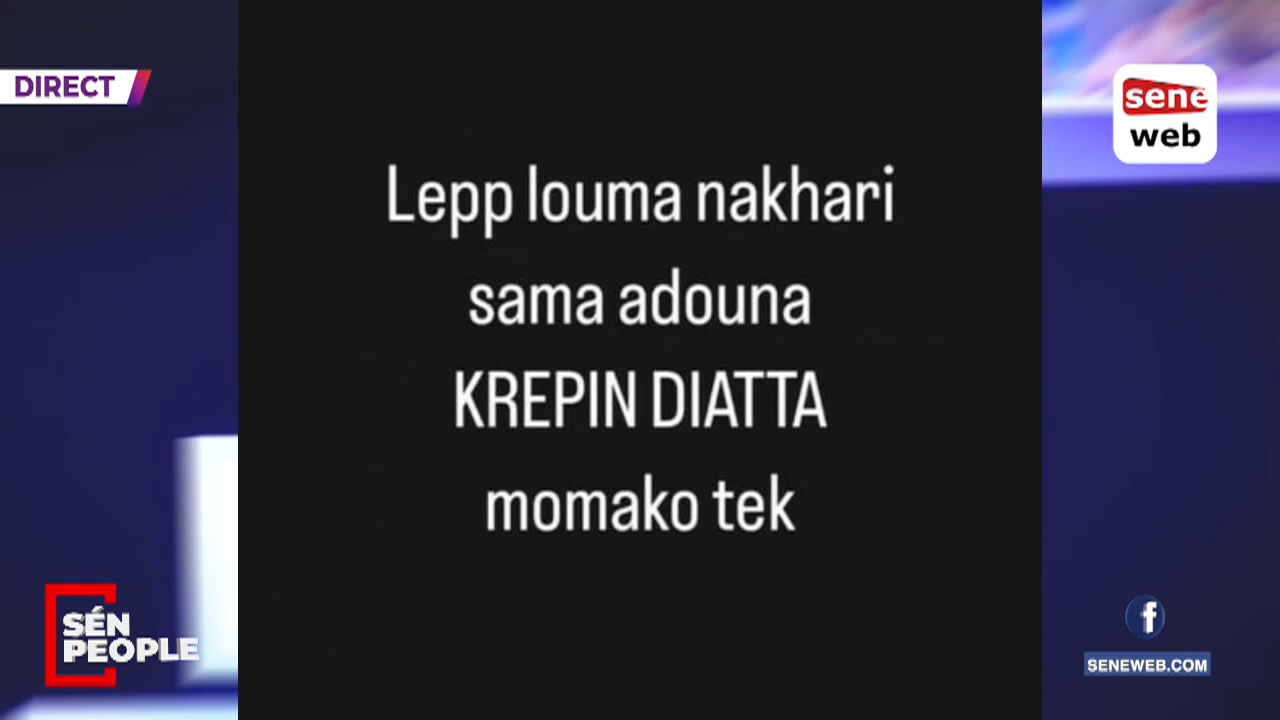 DIRECT
sene
web
Lepp louma nakhari
sama adouna
KREPIN DIATTA
momako tek
SÉN
PEOPLE
f
SENEWEB.COM